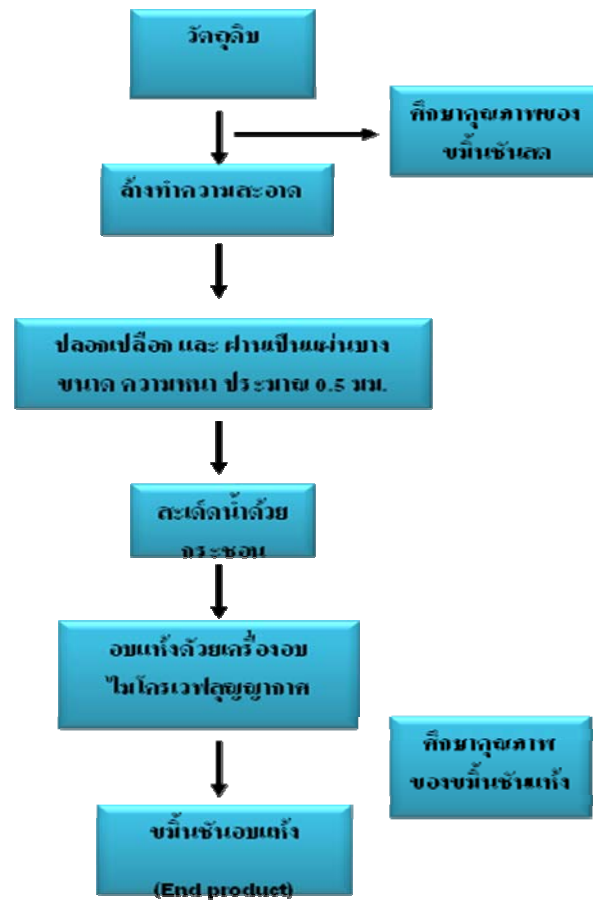 วัตถุดิบ
ศึกษาคุณภาพของ
ขมิ้นชันสด
ล้างทำความสะอาด
ปลอกเปลือก และ ฝานเป็นแผ่นบาง
ขนาด ความหนา ประมาณ 0.5 มม.
สะเด็ดน้ำด้วย
กระชอน
อบแห้งด้วยเครื่องอบ
ไมโครเวฟสุญญากาศ
ศึกษาคุณภาพ
ของขมิ้นชันแห้ง
ขมิ้นชันอบแห้ง
(End product)